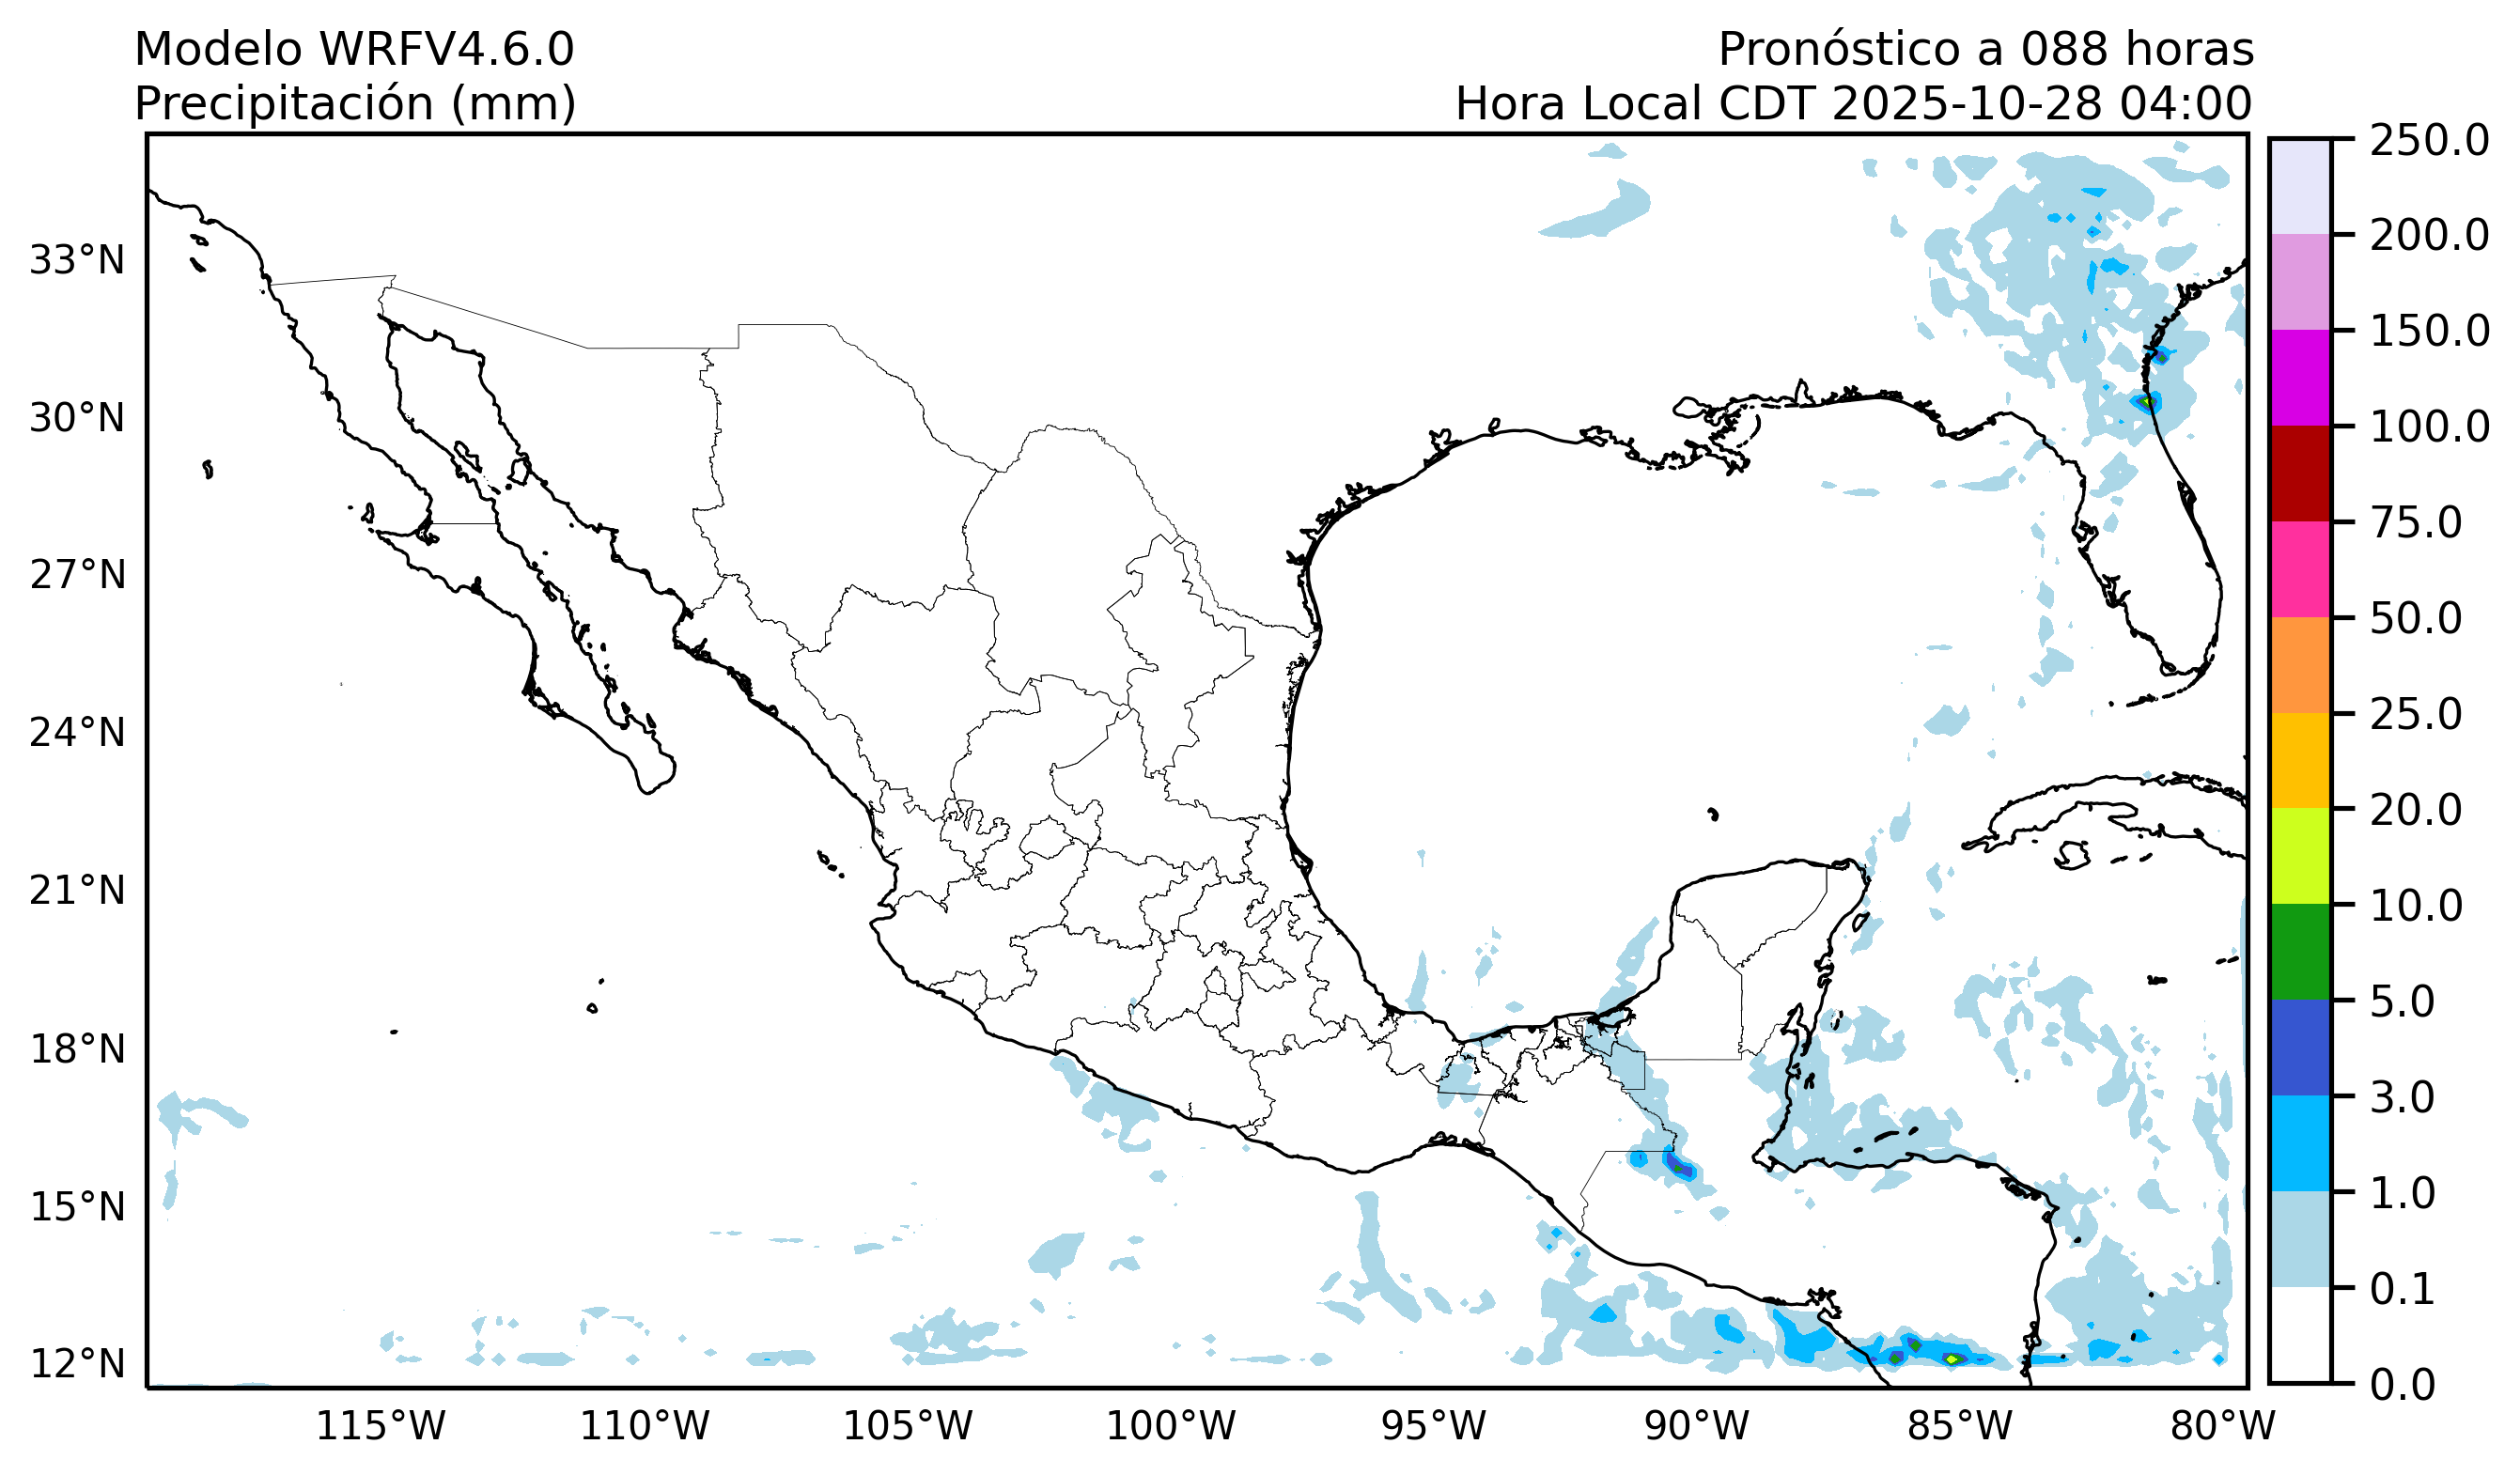 Modelo WRFV4.6.0
Precipitación (mm)
Pronóstico a 088 horas
Hora Local CDT 2025-10-28 04:00
33°N
30°N
27°N
24°N
21°N
18°N
15°N
12°N
115°W
110°W
105°W
100°W
95°W
90°W
85°W
80°W
250.0
200.0
150.0
100.0
75.0
50.0
25.0
20.0
10.0
5.0
3.0
1.0
0.1
0.0